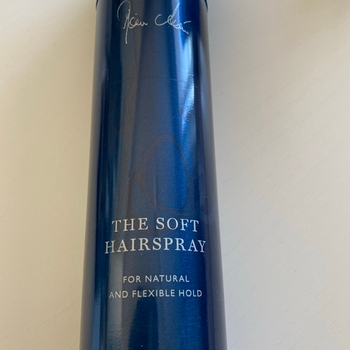 THE SOFT
HAIRSPRAY
FOR NATURAL
AND FLEXIBLE HOLD